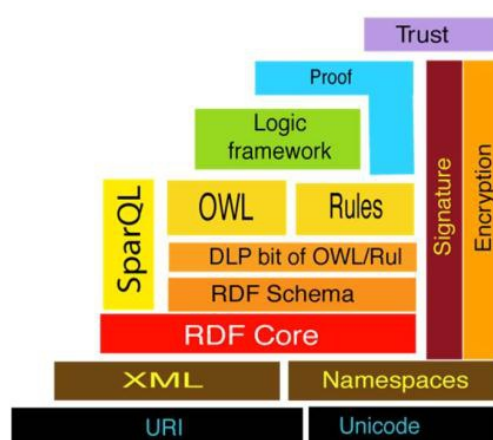 Trust
Proof
Logic
framework
SparQL
OWL
Rules
Signature
Encryption
DLP bit of OWL/Rul
RDF Schema
RDF Core
XML
Namespaces
URI
Unicode